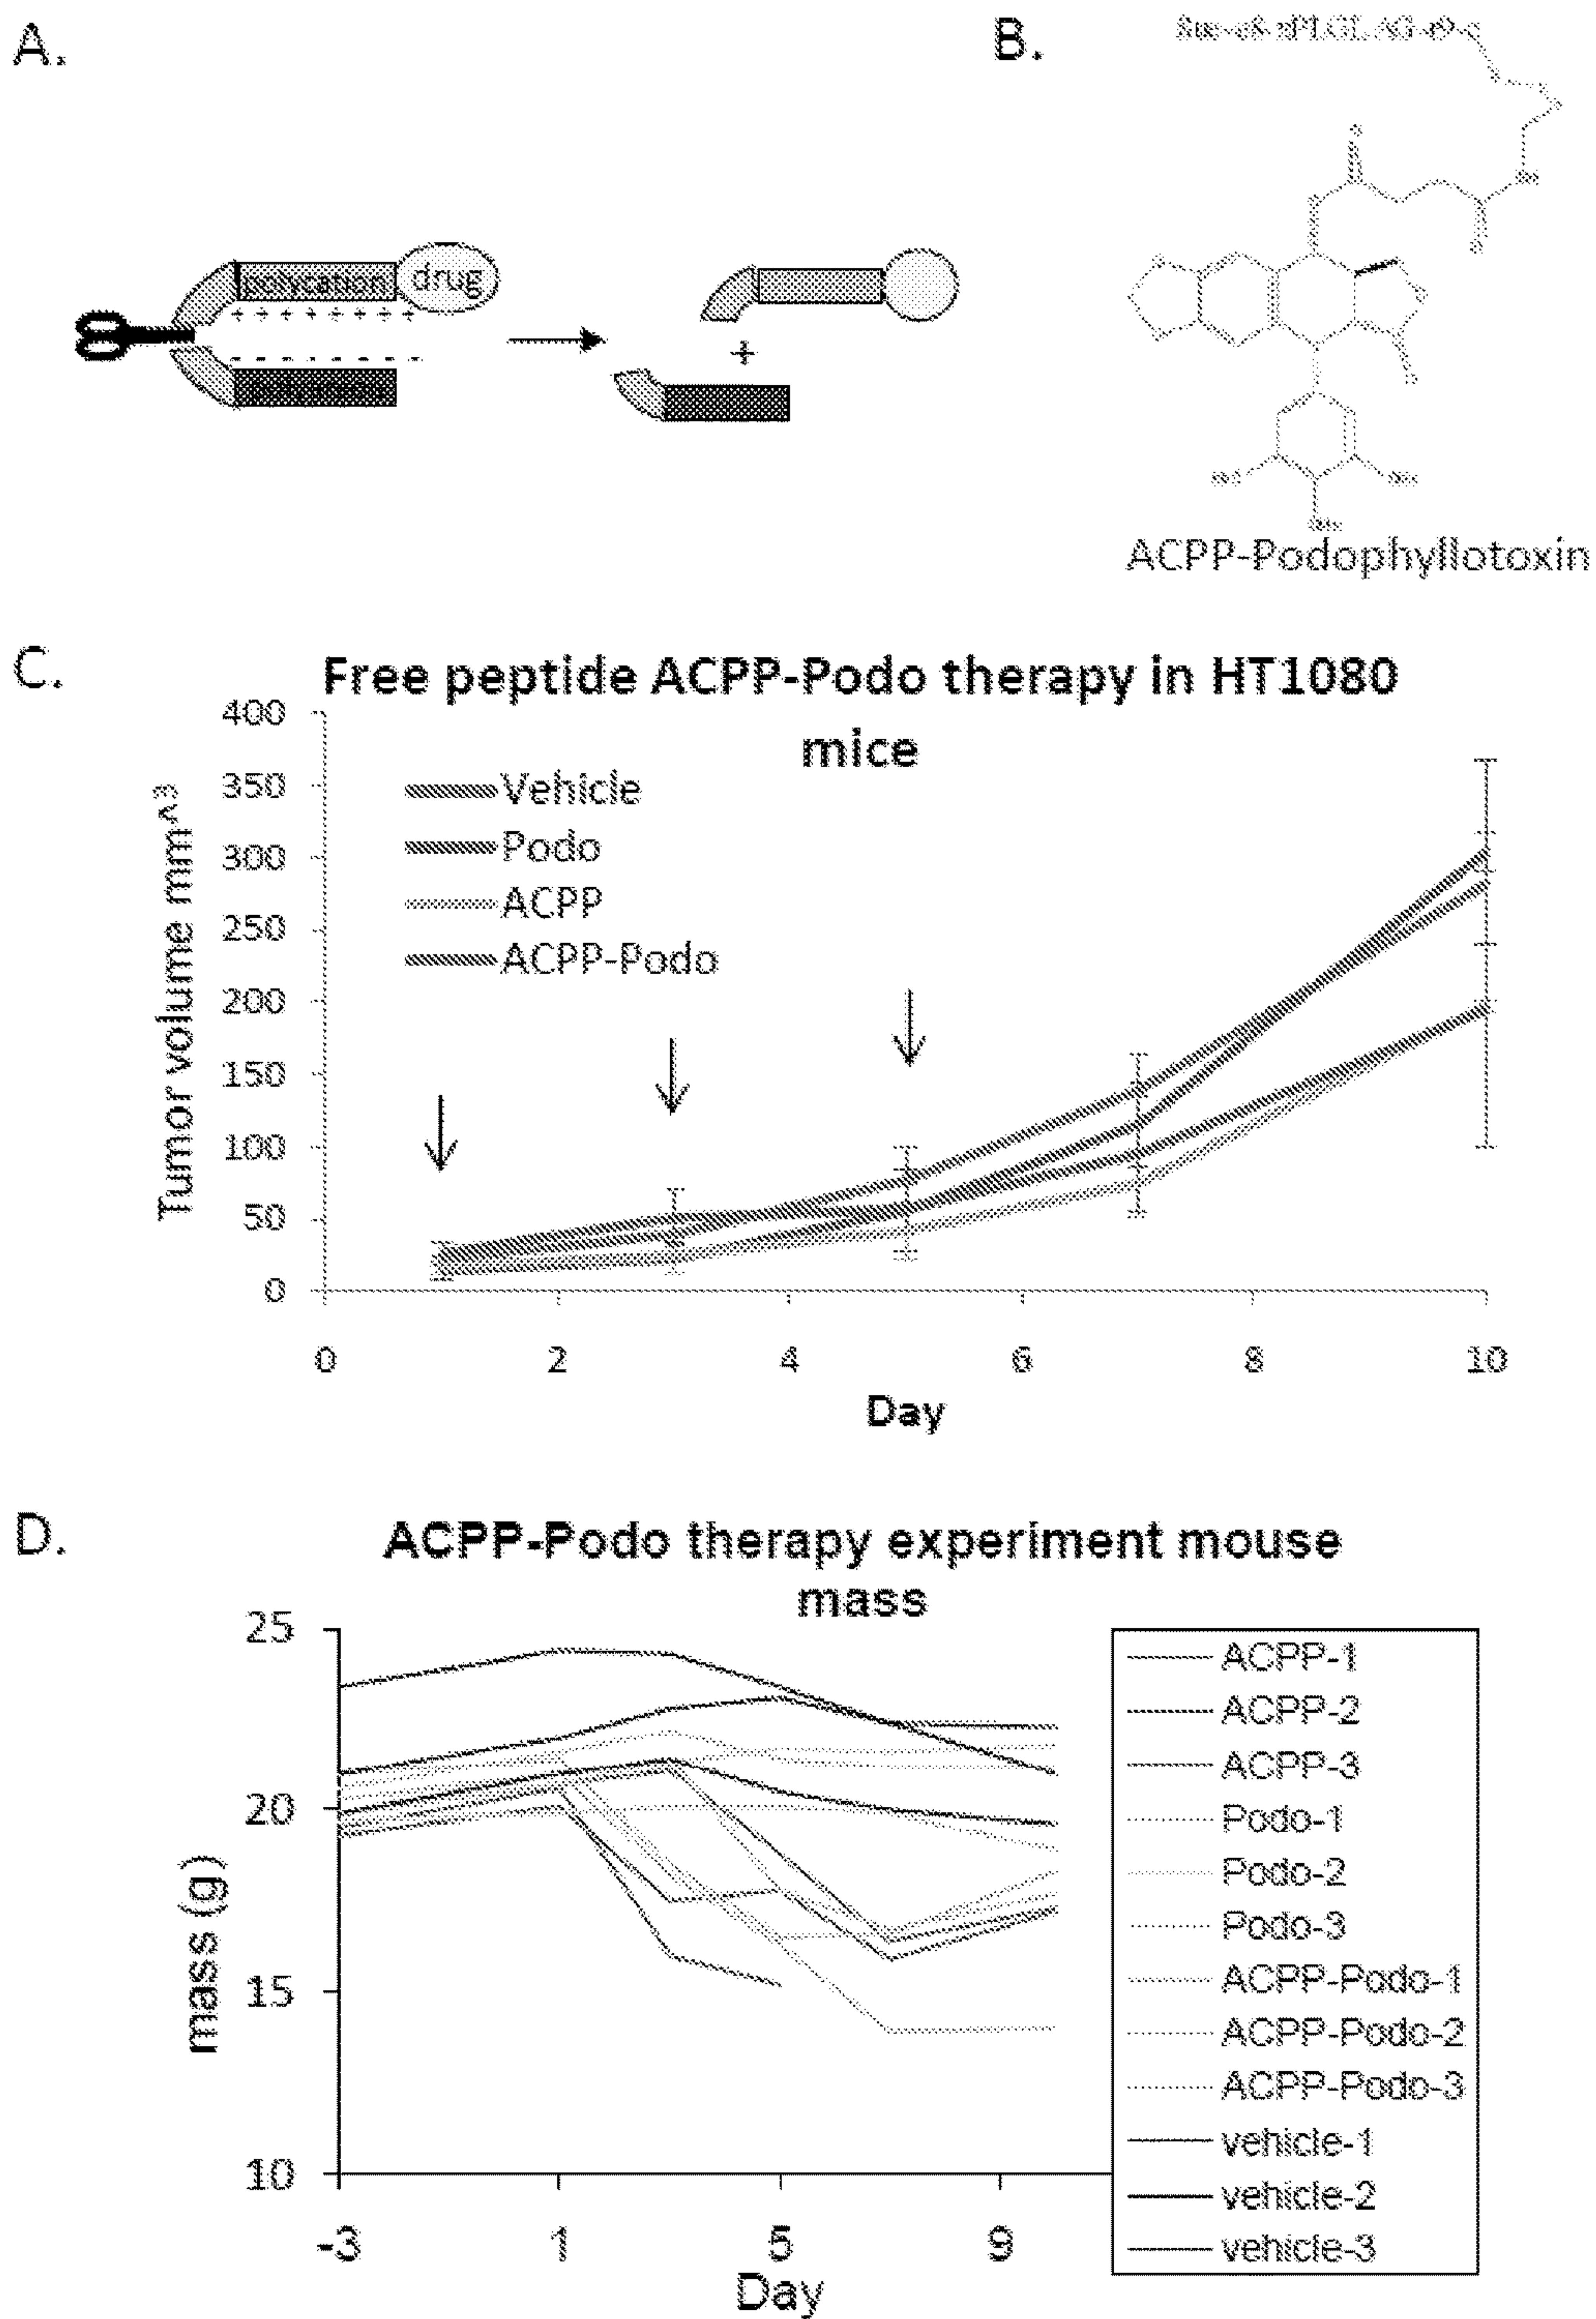 A.
B.
polycation
drug
+ + + + + + +
- - - - - - -
+
ACPP-Podophyllotoxin
C.
Free peptide ACPP-Podo therapy in HT1080
mice
400
350
300
250
200
150
100
50
0
Tumor volume mm^3
Vehicle
Podo
ACPP
ACPP-Podo
0 2 4 6 8 10
Day
D.
ACPP-Podo therapy experiment mouse
mass
25
20
15
10
mass (g)
-3 1 5 9
Day
ACPP-1
ACPP-2
ACPP-3
Podo-1
Podo-2
Podo-3
ACPP-Podo-1
ACPP-Podo-2
ACPP-Podo-3
vehicle-1
vehicle-2
vehicle-3